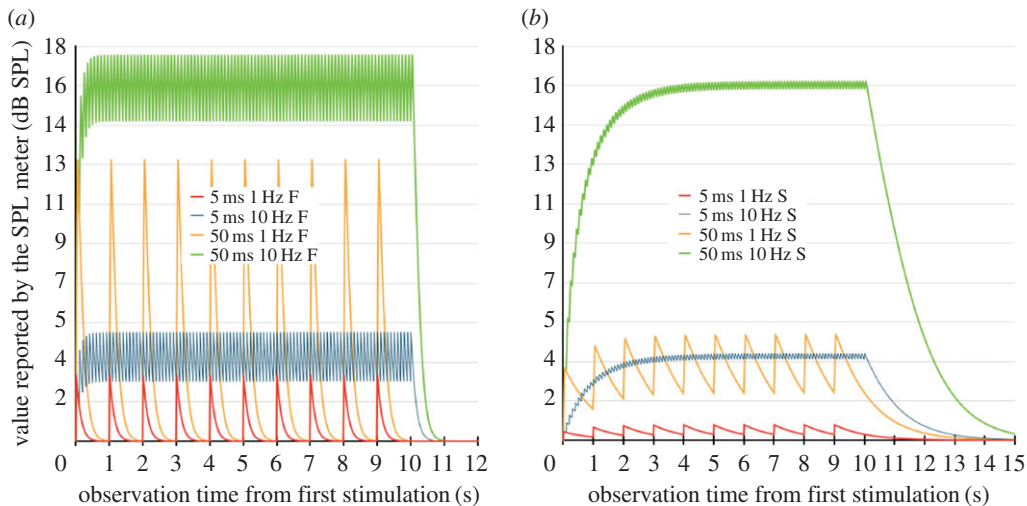 (a)
value reported by the SPL meter (dB SPL)
18
16
14
13
11
9
7
5
4
2
0
5 ms 1 Hz F
5 ms 10 Hz F
50 ms 1 Hz F
50 ms 10 Hz F
1 2 3 4 5 6 7 8 9 10 11 12
observation time from first stimulation (s)
(b)
18
16
14
13
11
9
7
5
4
2
0
5 ms 1 Hz S
5 ms 10 Hz S
50 ms 1 Hz S
50 ms 10 Hz S
1 2 3 4 5 6 7 8 9 10 11 12 13 14 15
observation time from first stimulation (s)